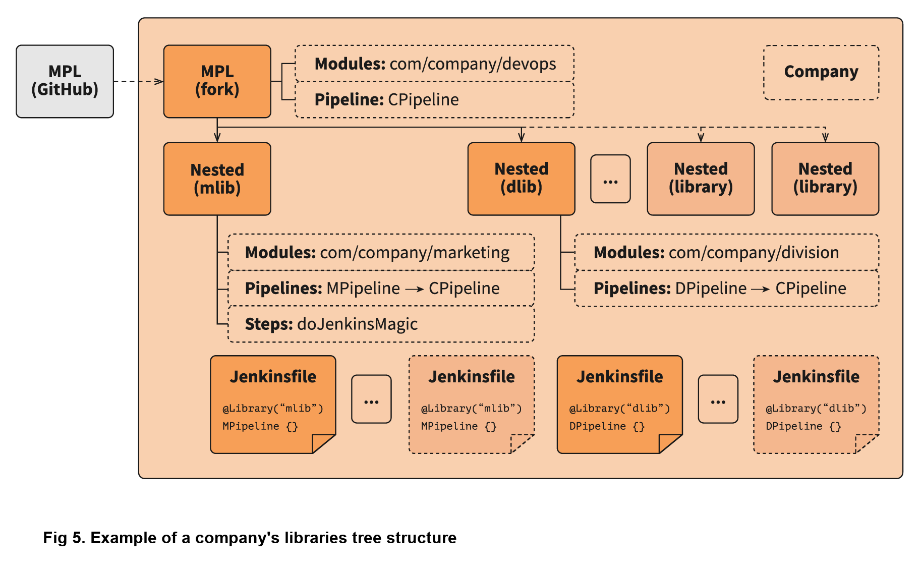 MPL
(GitHub)
MPL
(fork)
Modules: com/company/devops
Pipeline: CPipeline
Company
Nested
(mlib)
Nested
(dlib)
...
Nested
(library)
Nested
(library)
Modules: com/company/marketing
Pipelines: MPipeline → CPipeline
Steps: doJenkinsMagic
Modules: com/company/division
Pipelines: DPipeline → CPipeline
Jenkinsfile
@Library(“mlib”)
MPipeline {}
...
Jenkinsfile
@Library(“mlib”)
MPipeline {}
Jenkinsfile
@Library(“dlib”)
DPipeline {}
...
Jenkinsfile
@Library(“dlib”)
DPipeline {}
Fig 5. Example of a company's libraries tree structure